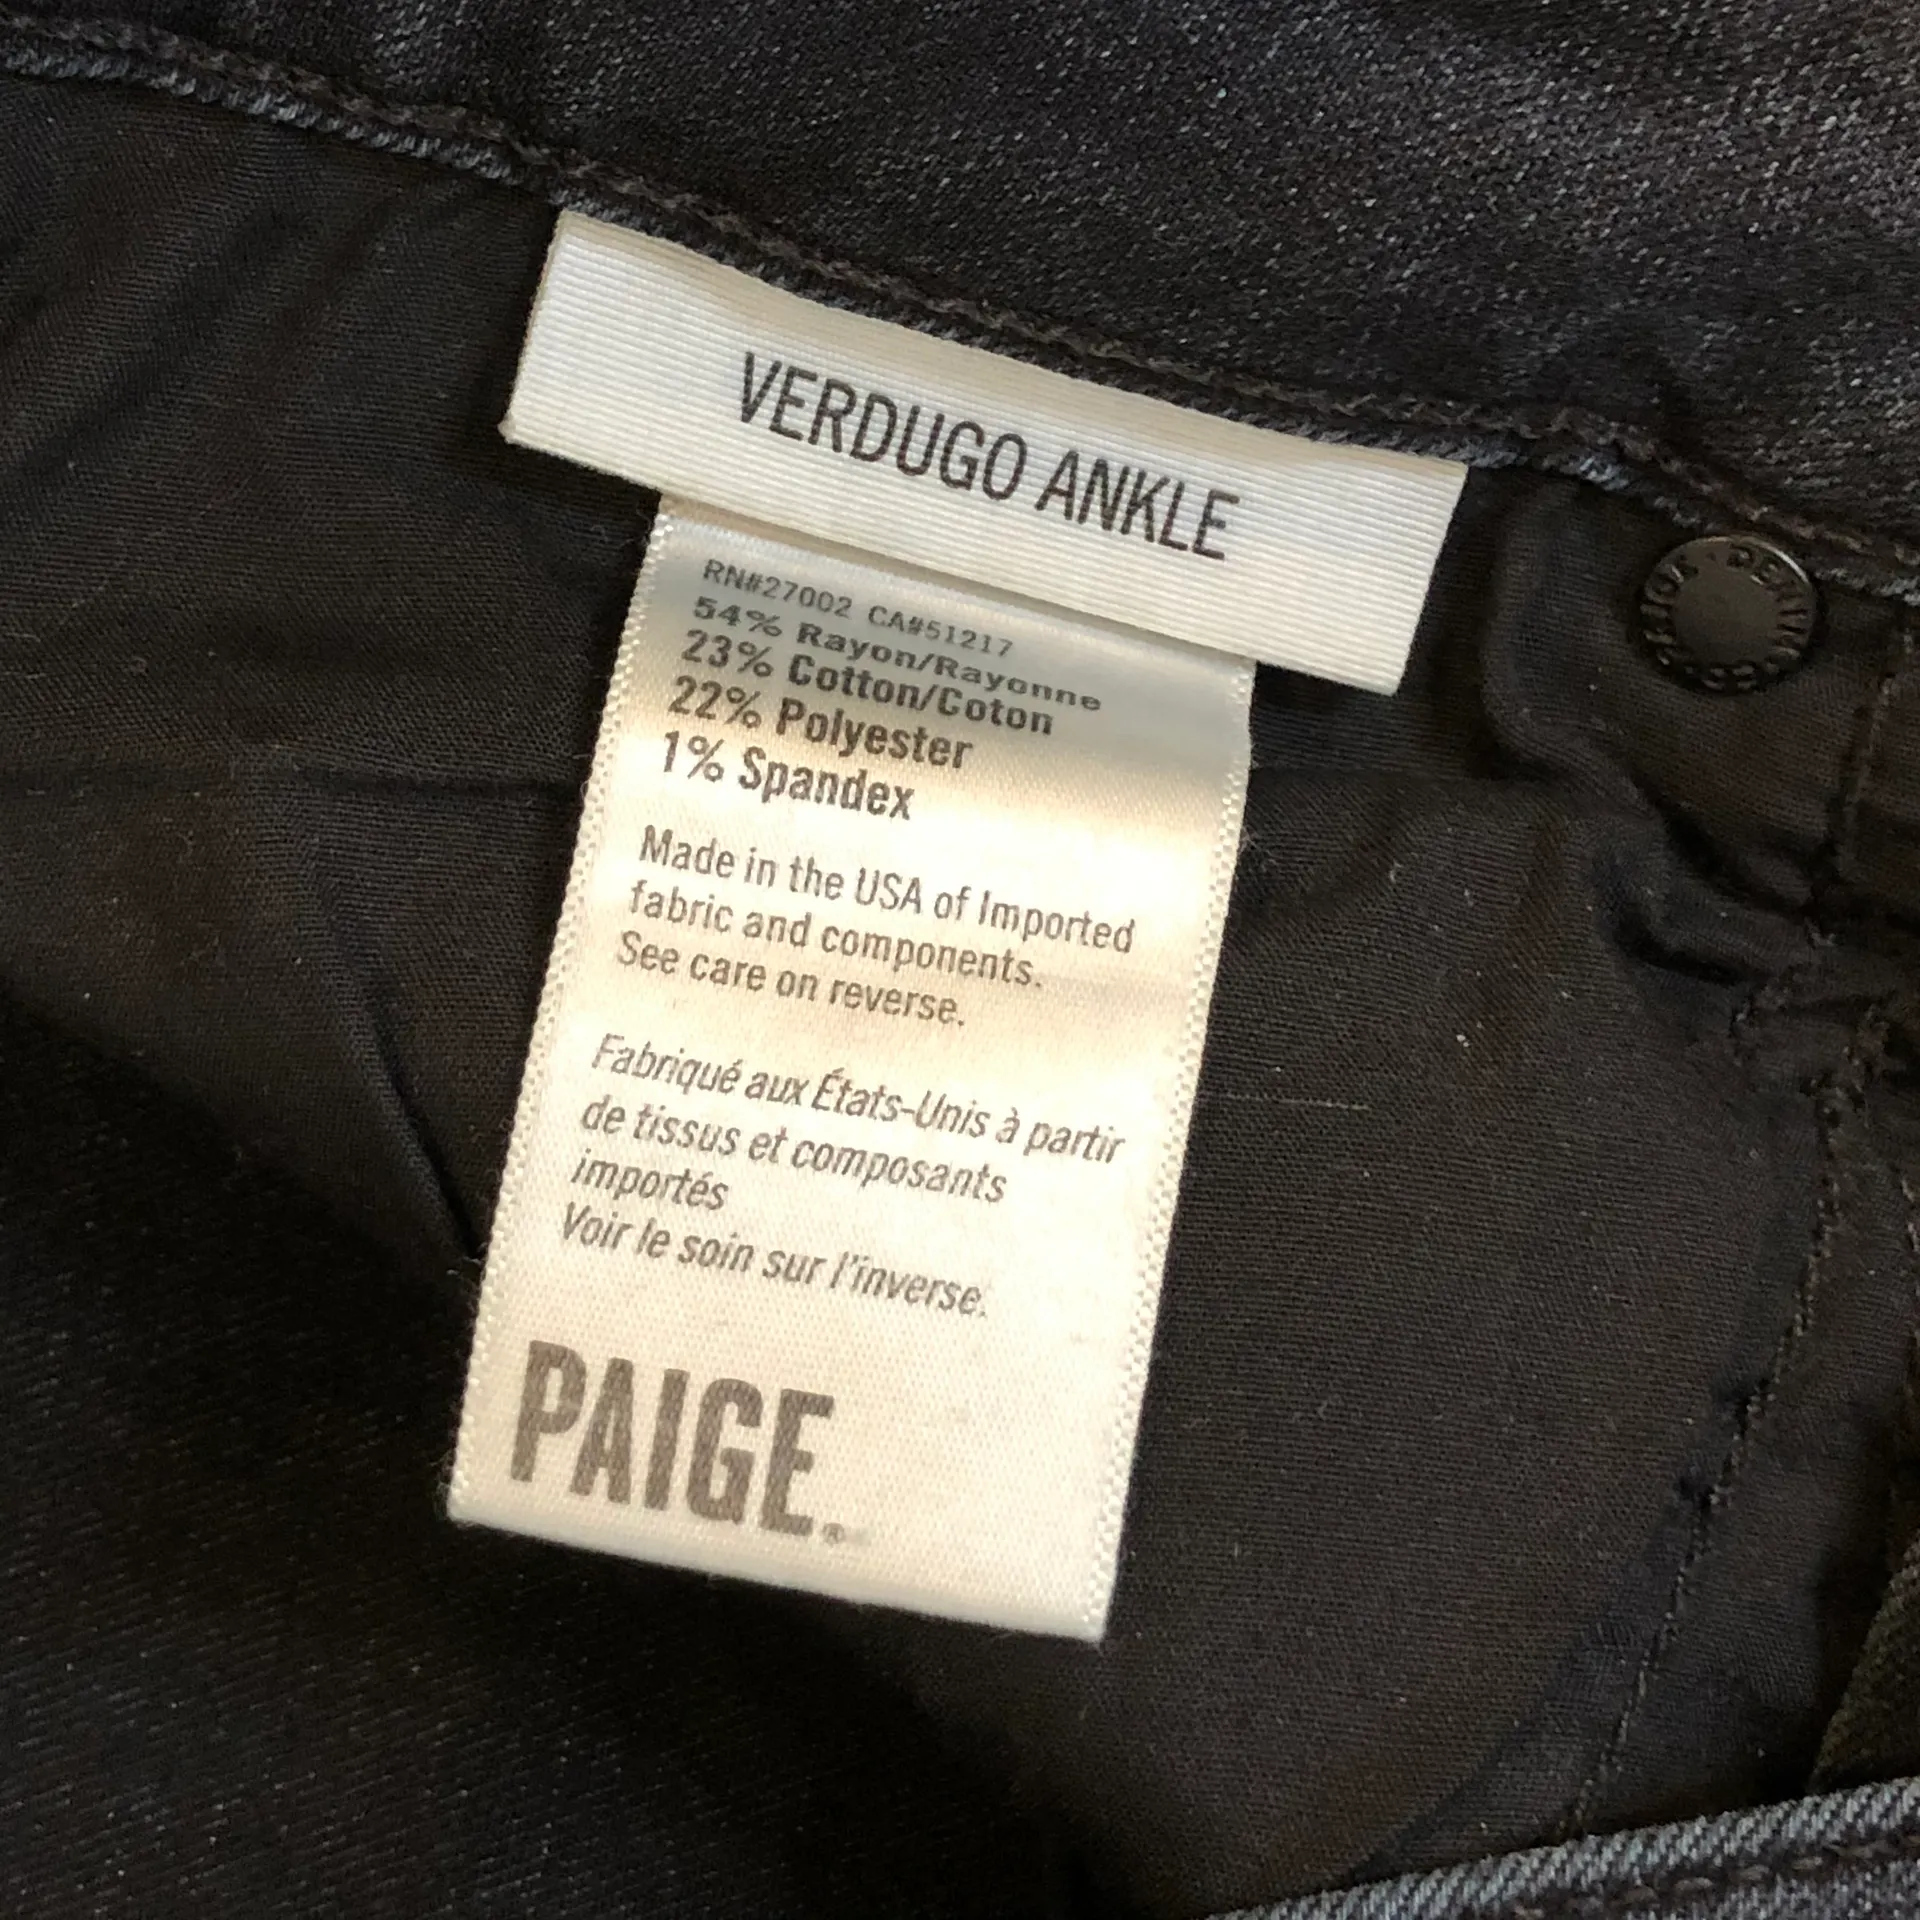 VERDUGO ANKLE
RN#27002 CA#51217
54% Rayon/Rayonne
23% Cotton/Coton
22% Polyester
1% Spandex
Made in the USA of Imported
fabric and components.
See care on reverse.
Fabriqué aux États-Unis à partir
de tissus et composants
importés
Voir le soin sur l'inverse.
PAIGE.